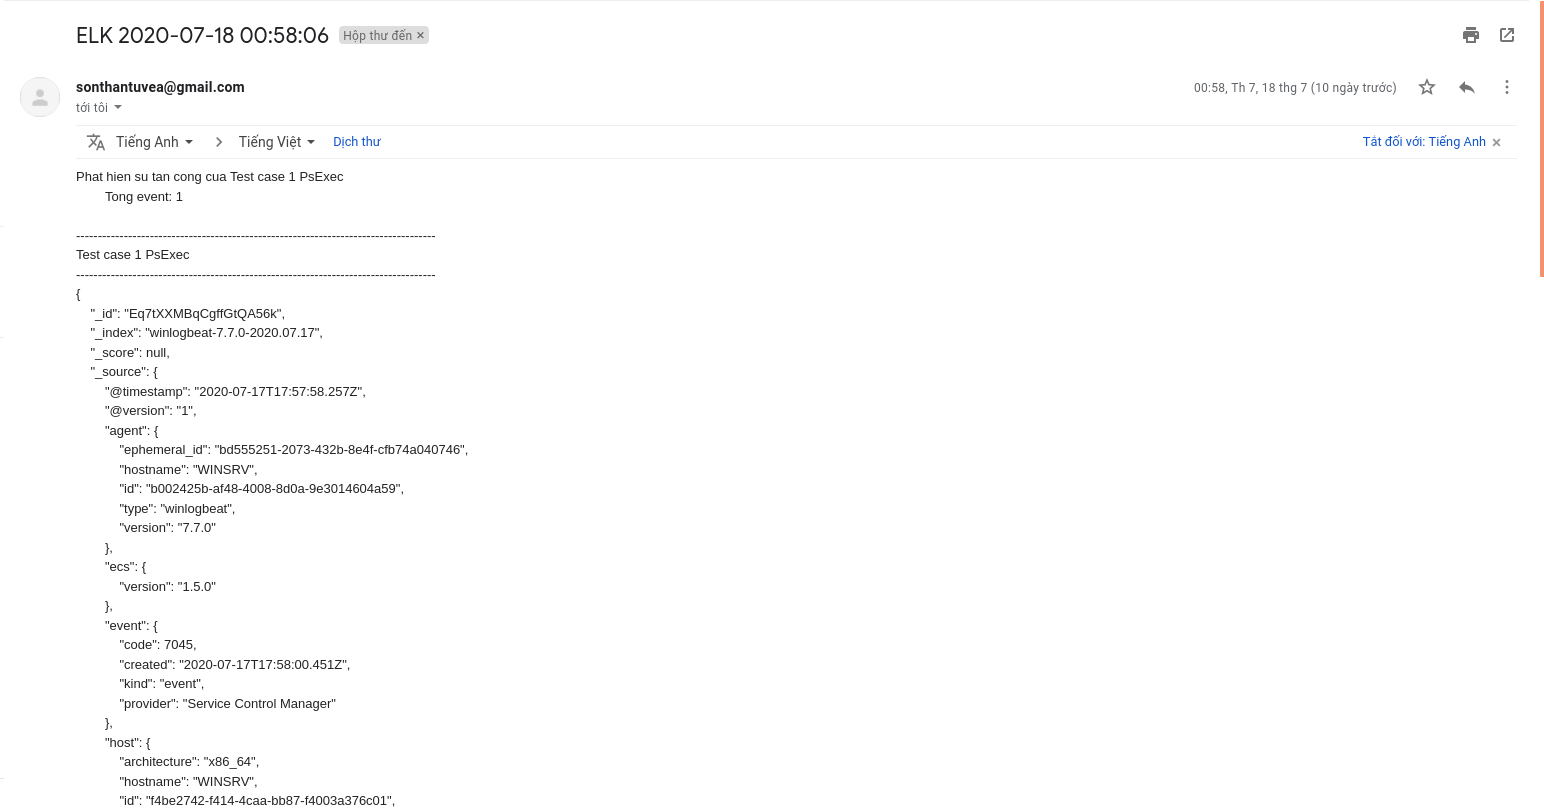 ELK 2020-07-18 00:58:06 Hộp thư đến ×
sonthantuvea@gmail.com
00:58, Th 7, 18 thg 7 (10 ngày trước)
tới tôi
Tiếng Anh > Tiếng Việt Dịch thư
Tắt đối với: Tiếng Anh ×
Phat hien su tan cong cua Test case 1 PsExec
Tong event: 1
-----------------------------------------------------------------------------------
Test case 1 PsExec
-----------------------------------------------------------------------------------
{
"_id": "Eq7tXXMBqCgffGtQA56k",
"_index": "winlogbeat-7.7.0-2020.07.17",
"_score": null,
"_source": {
"@timestamp": "2020-07-17T17:57:58.257Z",
"@version": "1",
"agent": {
"ephemeral_id": "bd555251-2073-432b-8e4f-cfb74a040746",
"hostname": "WINSRV",
"id": "b002425b-af48-4008-8d0a-9e3014604a59",
"type": "winlogbeat",
"version": "7.7.0"
},
"ecs": {
"version": "1.5.0"
},
"event": {
"code": 7045,
"created": "2020-07-17T17:58:00.451Z",
"kind": "event",
"provider": "Service Control Manager"
},
"host": {
"architecture": "x86_64",
"hostname": "WINSRV",
"id": "f4be2742-f414-4caa-bb87-f4003a376c01",